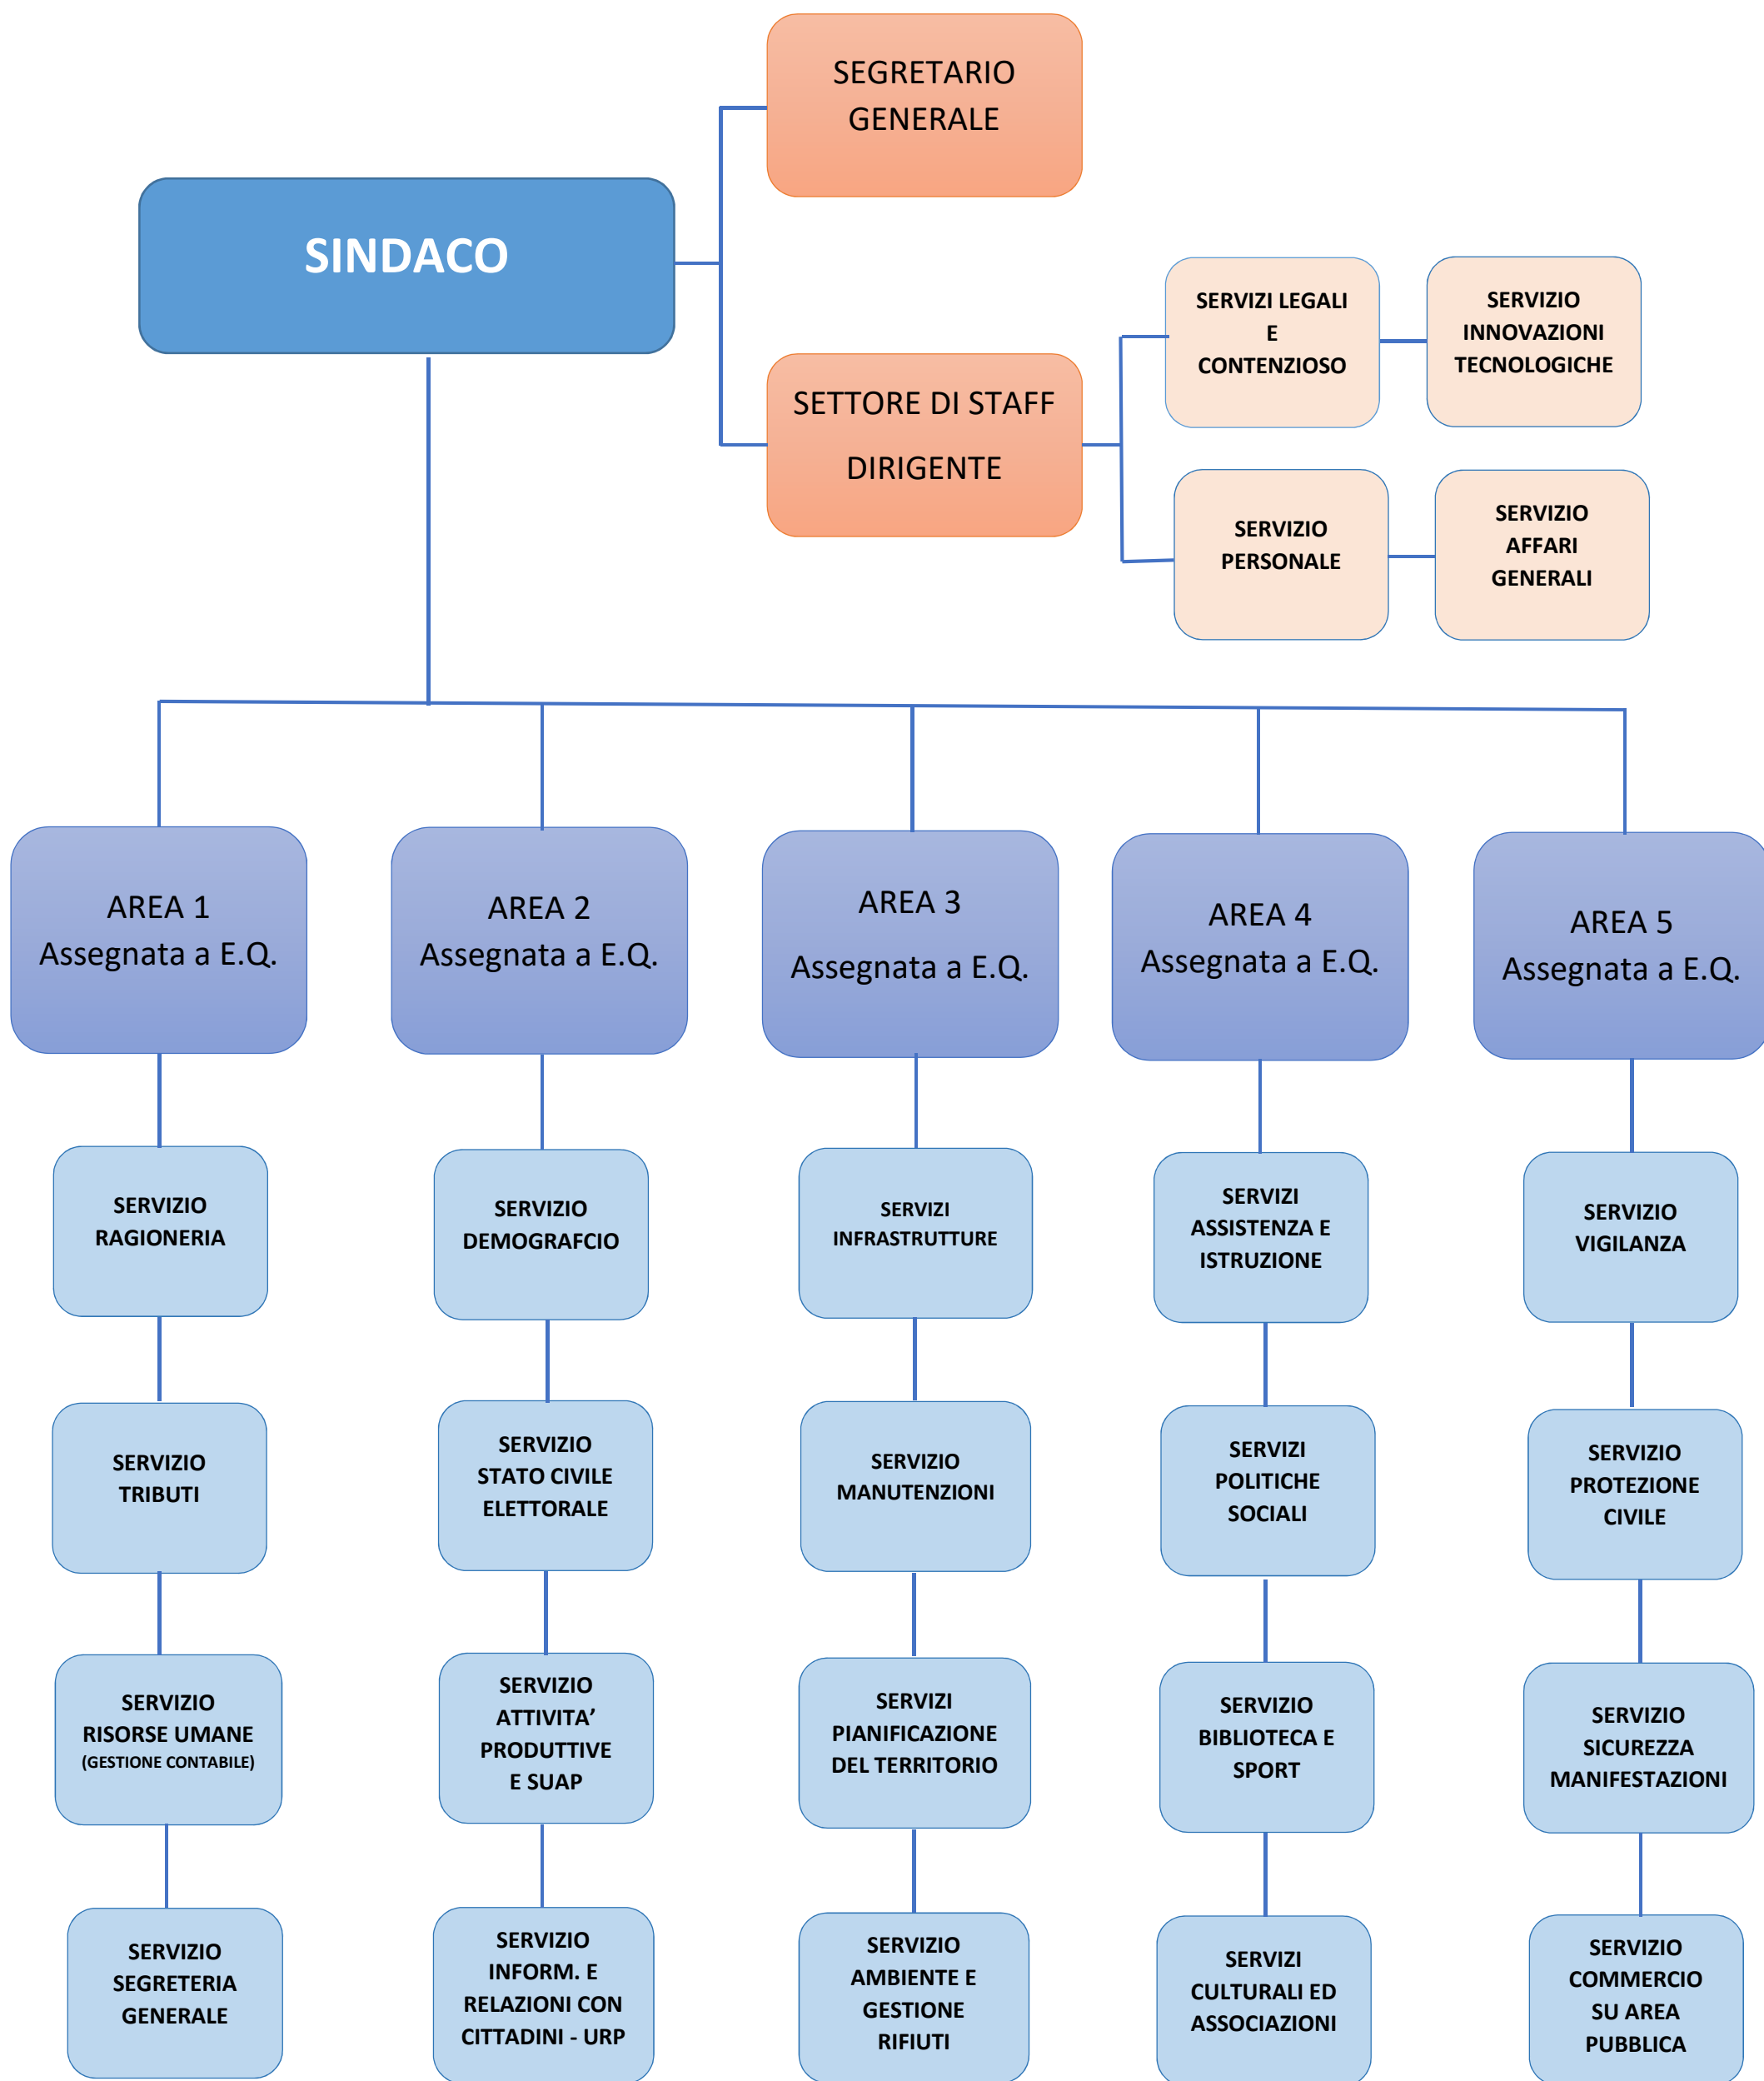 SEGRETARIO
GENERALE
SINDACO
SERVIZI LEGALI
E
CONTENZIOSO
SERVIZIO
INNOVAZIONI
TECNOLOGICHE
SETTORE DI STAFF
DIRIGENTE
SERVIZIO
PERSONALE
SERVIZIO
AFFARI
GENERALI
AREA 1
Assegnata a E.Q.
AREA 2
Assegnata a E.Q.
AREA 3
Assegnata a E.Q.
AREA 4
Assegnata a E.Q.
AREA 5
Assegnata a E.Q.
SERVIZIO
RAGIONERIA
SERVIZIO
DEMOGRAFCIO
SERVIZI
INFRASTRUTTURE
SERVIZI
ASSISTENZA E
ISTRUZIONE
SERVIZIO
VIGILANZA
SERVIZIO
TRIBUTI
SERVIZIO
STATO CIVILE
ELETTORALE
SERVIZIO
MANUTENZIONI
SERVIZI
POLITICHE
SOCIALI
SERVIZIO
PROTEZIONE
CIVILE
SERVIZIO
RISORSE UMANE
(GESTIONE CONTABILE)
SERVIZIO
ATTIVITA’
PRODUTTIVE
E SUAP
SERVIZI
PIANIFICAZIONE
DEL TERRITORIO
SERVIZIO
BIBLIOTECA E
SPORT
SERVIZIO
SICUREZZA
MANIFESTAZIONI
SERVIZIO
SEGRETERIA
GENERALE
SERVIZIO
INFORM. E
RELAZIONI CON
CITTADINI - URP
SERVIZIO
AMBIENTE E
GESTIONE
RIFIUTI
SERVIZI
CULTURALI ED
ASSOCIAZIONI
SERVIZIO
COMMERCIO
SU AREA
PUBBLICA